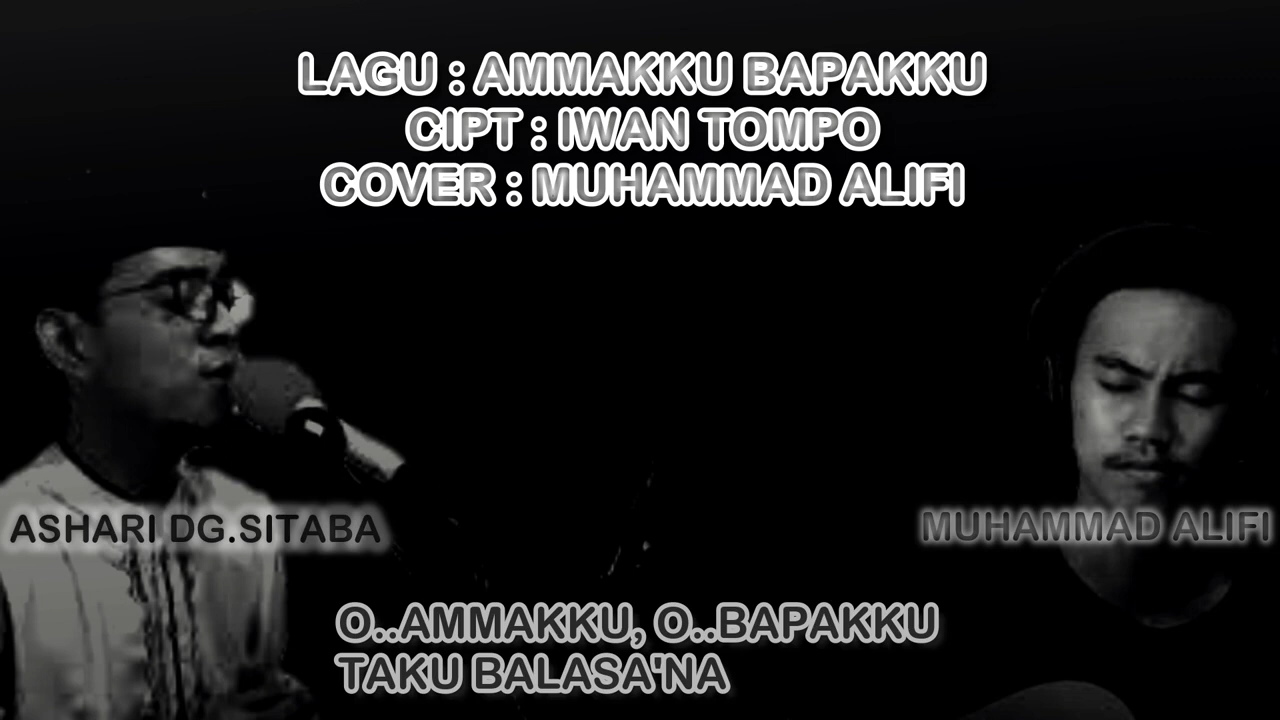 LAGU : AMMAKKU BAPAKKU
CIPT : IWAN TOMPO
COVER : MUHAMMAD ALIFI
ASHARI DG.SITABA
MUHAMMAD ALIFI
O..AMMAKKU, O..BAPAKKU
TAKU BALASA'NA